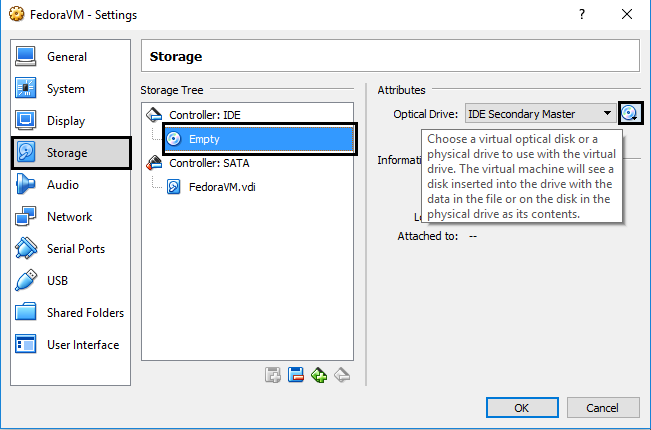 FedoraVM - Settings
?
General
System
Display
Storage
Audio
Network
Serial Ports
USB
Shared Folders
User Interface
Storage
Storage Tree
Controller: IDE
Empty
Controller: SATA
FedoraVM.vdi
Attributes
Optical Drive: IDE Secondary Master
Choose a virtual optical disk or a
physical drive to use with the virtual
drive. The virtual machine will see a
disk inserted into the drive with the
data in the file or on the disk in the
physical drive as its contents.
Attached to: --
OK
Cancel